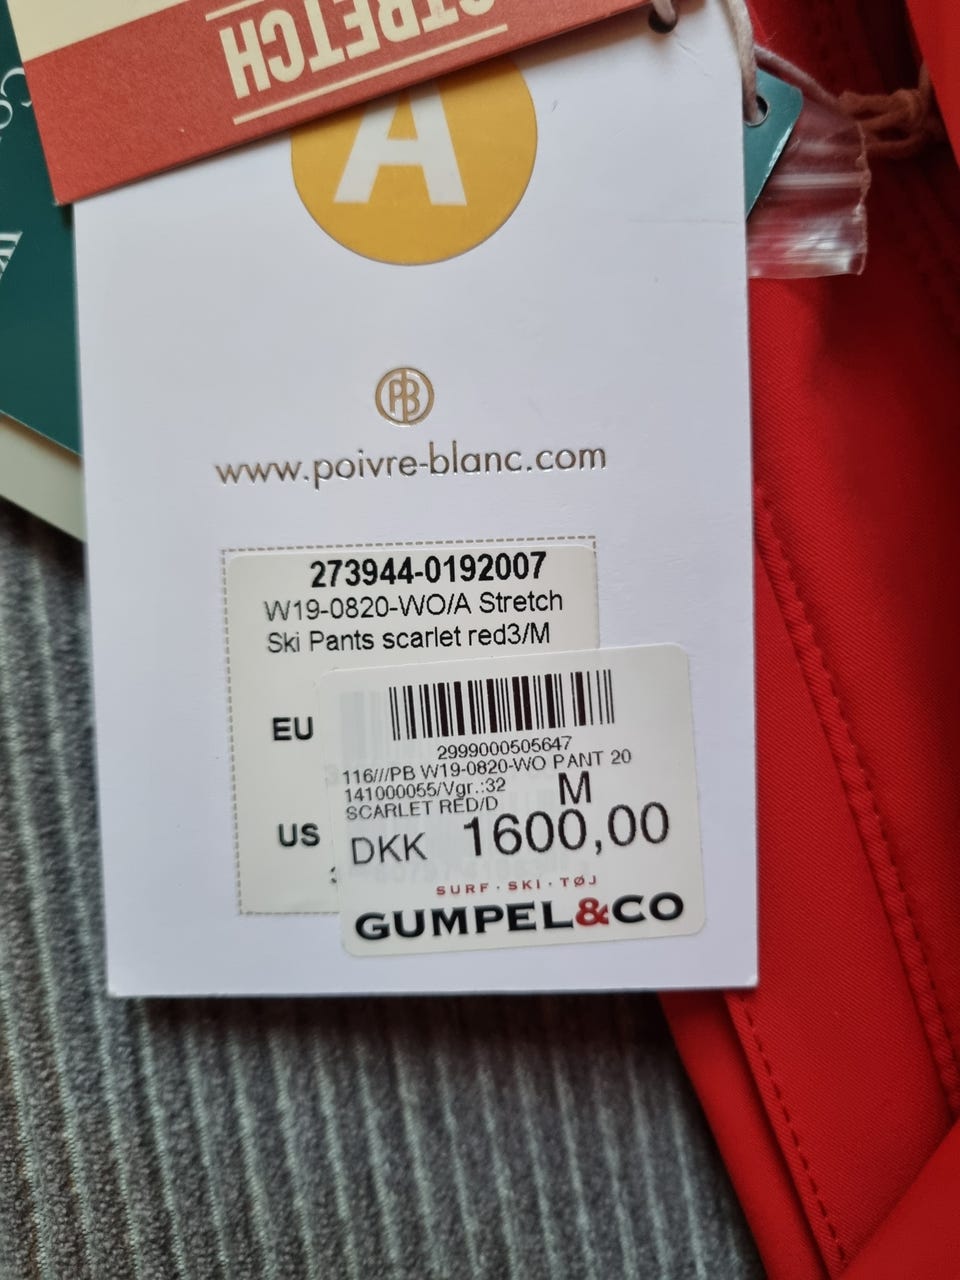 STRETCH
A
PB
www.poivre-blanc.com
273944-0192007
W19-0820-WO/A Stretch
Ski Pants scarlet red3/M
EU
US
2999000505647
116///PB W19-0820-WO PANT 20
141000055/Vgr.:32 M
SCARLET RED/D
DKK 1600,00
SURF · SKI · TØJ
GUMPEL&CO